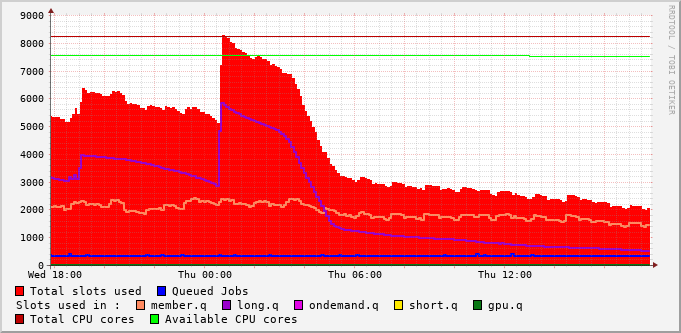 9000
8000
7000
6000
5000
4000
3000
2000
1000
0
Wed 18:00 Thu 00:00 Thu 06:00 Thu 12:00
RRDTOOL / TOBI OETIKER
Total slots used Queued Jobs
Slots used in : member.q long.q ondemand.q short.q gpu.q
Total CPU cores Available CPU cores